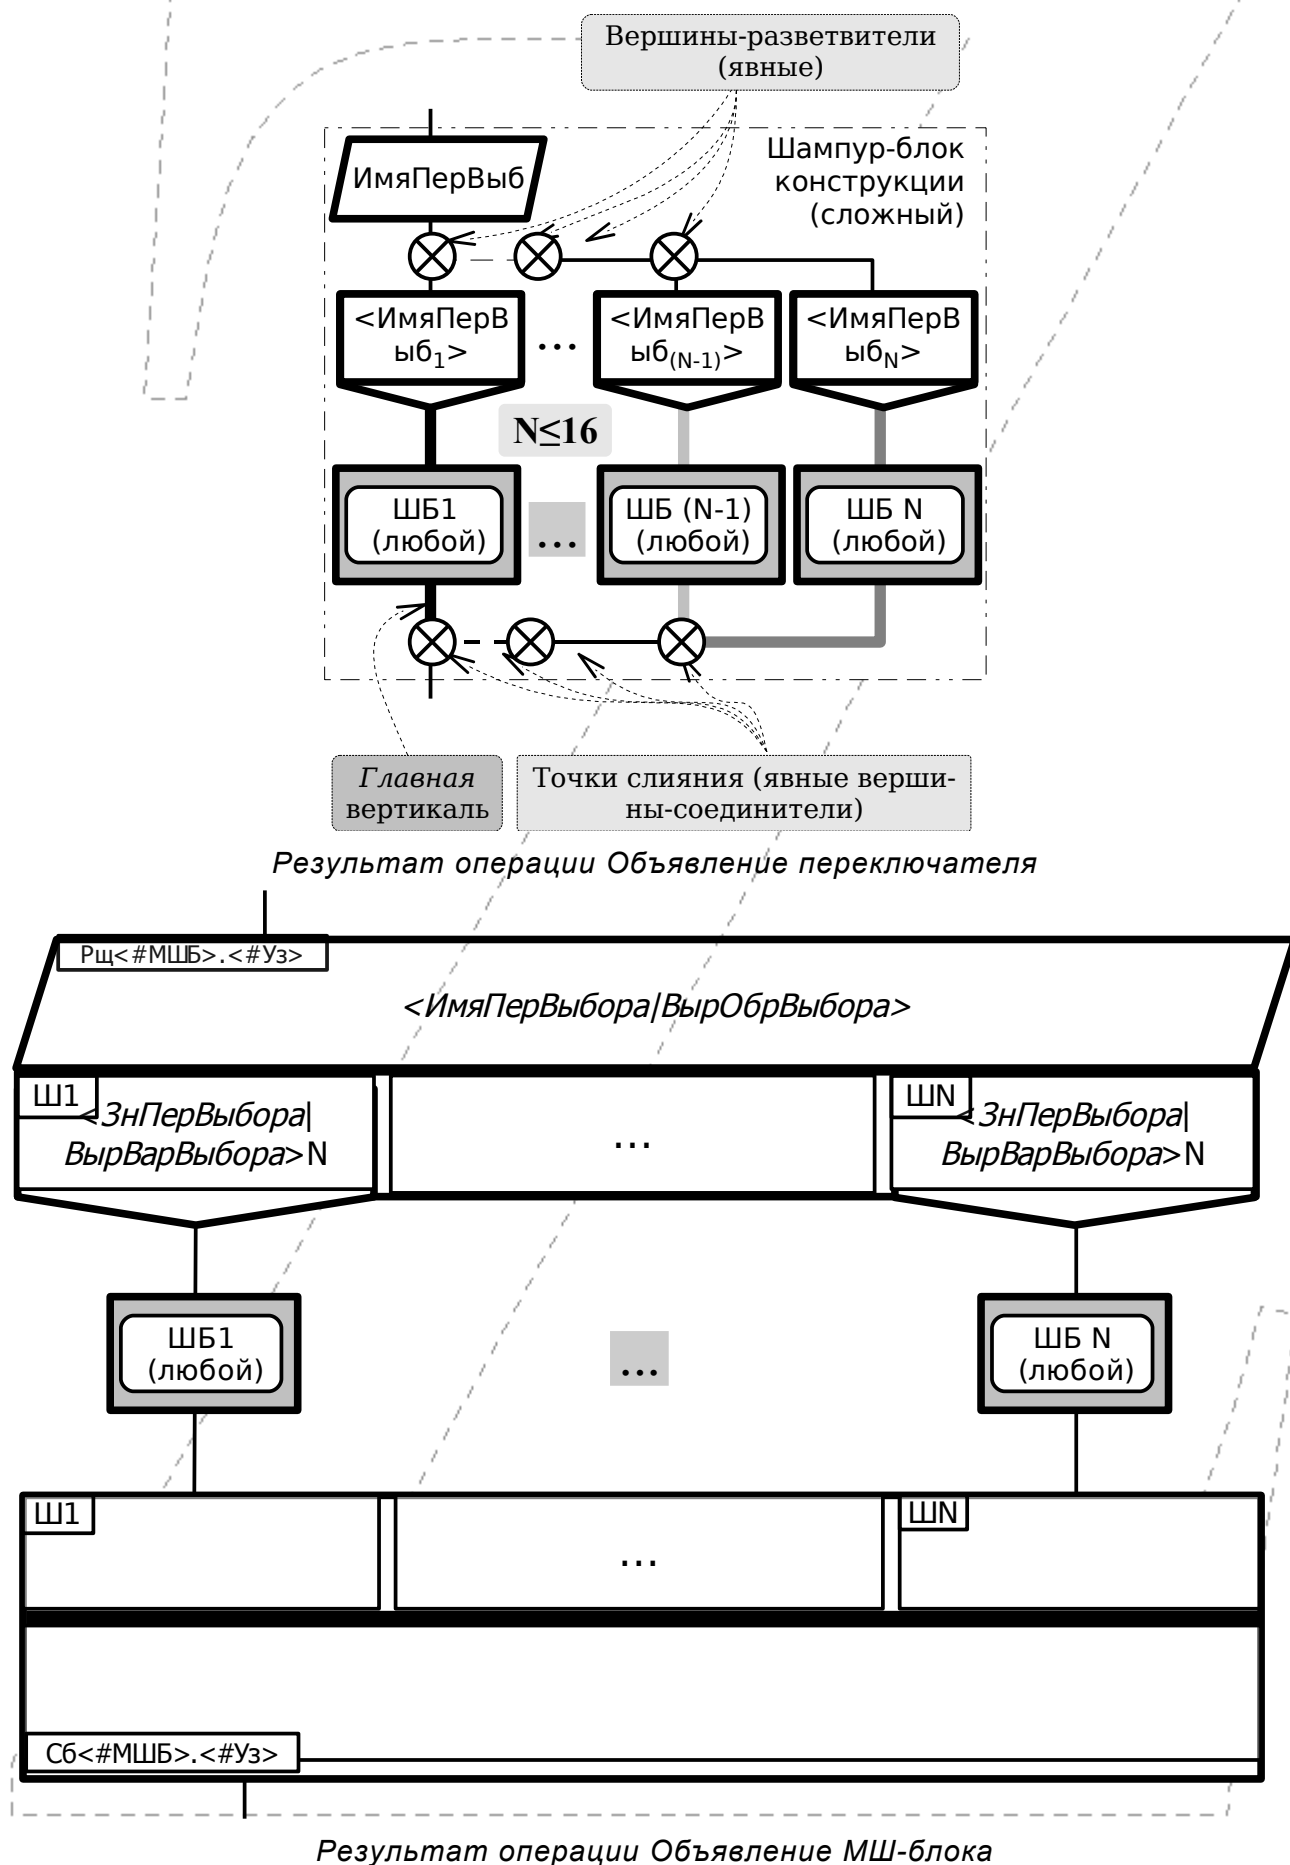 Вершины-разветвители
(явные)
ИмяПерВыб
Шампур-блок
конструкции
(сложный)
<ИмяПерВ
ыб1>
...
<ИмяПерВ
ыб(N-1)>
<ИмяПерВ
ыбN>
N≤16
ШБ1
(любой)
...
ШБ (N-1)
(любой)
ШБ N
(любой)
Главная
вертикаль
Точки слияния (явные верши-
ны-соединители)
Результат операции Объявление переключателя
Рщ<#МШБ>.<#Уз>
<ИмяПерВыбора|ВырОбрВыбора>
Ш1
<ЗнПерВыбора|
ВырВарВыбора>N
...
ШN
<ЗнПерВыбора|
ВырВарВыбора>N
ШБ1
(любой)
...
ШБ N
(любой)
Ш1
...
ШN
Сб<#МШБ>.<#Уз>
Результат операции Объявление МШ-блока